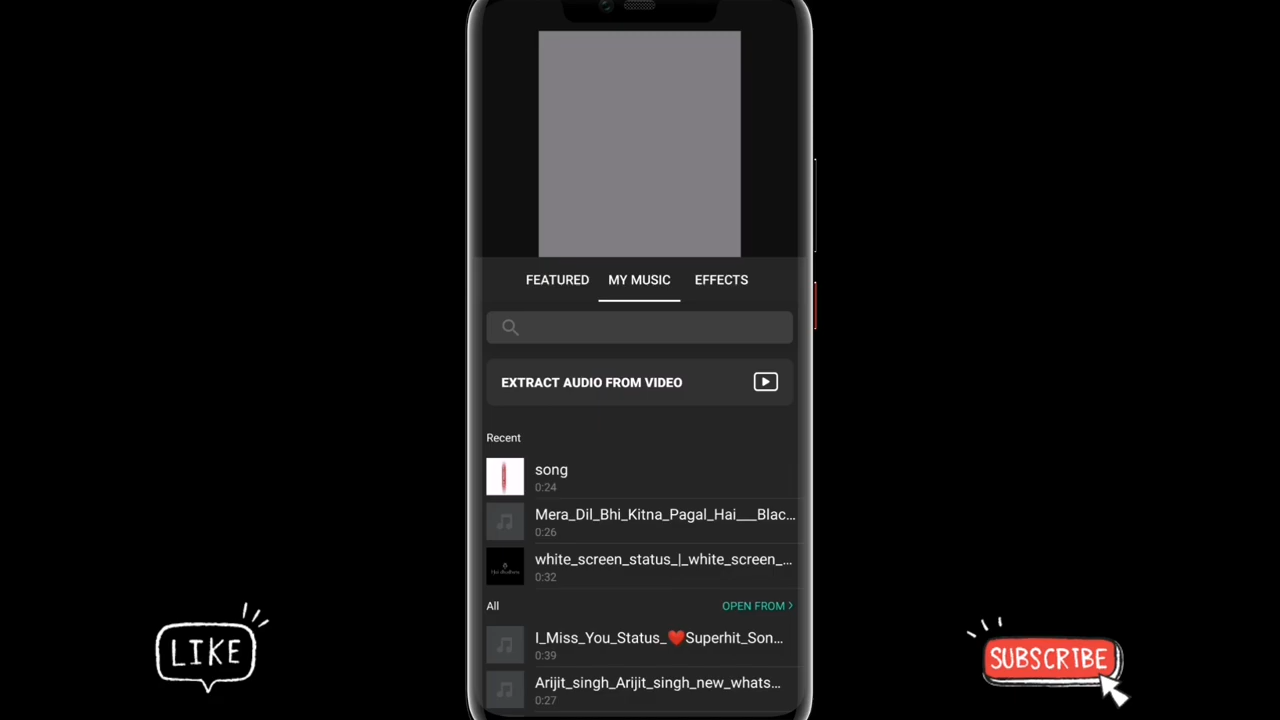 FEATURED MY MUSIC EFFECTS
EXTRACT AUDIO FROM VIDEO
Recent
song
0:24
Mera_Dil_Bhi_Kitna_Pagal_Hai___Blac...
0:26
white_screen_status_|_white_screen_...
0:32
All OPEN FROM >
I_Miss_You_Status_❤️Superhit_Son...
0:39
Arijit_singh_Arijit_singh_new_whats...
0:27
LIKE
SUBSCRIBE